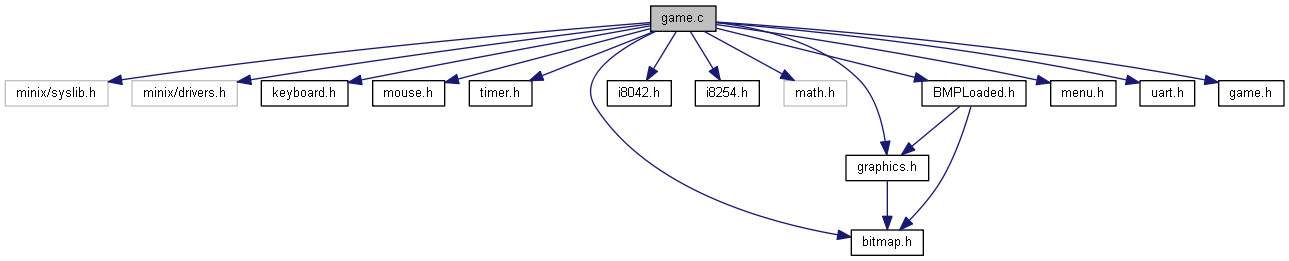 game.c
minix/syslib.h
minix/drivers.h
keyboard.h
mouse.h
timer.h
i8042.h
i8254.h
math.h
BMPLoaded.h
menu.h
uart.h
game.h
graphics.h
bitmap.h